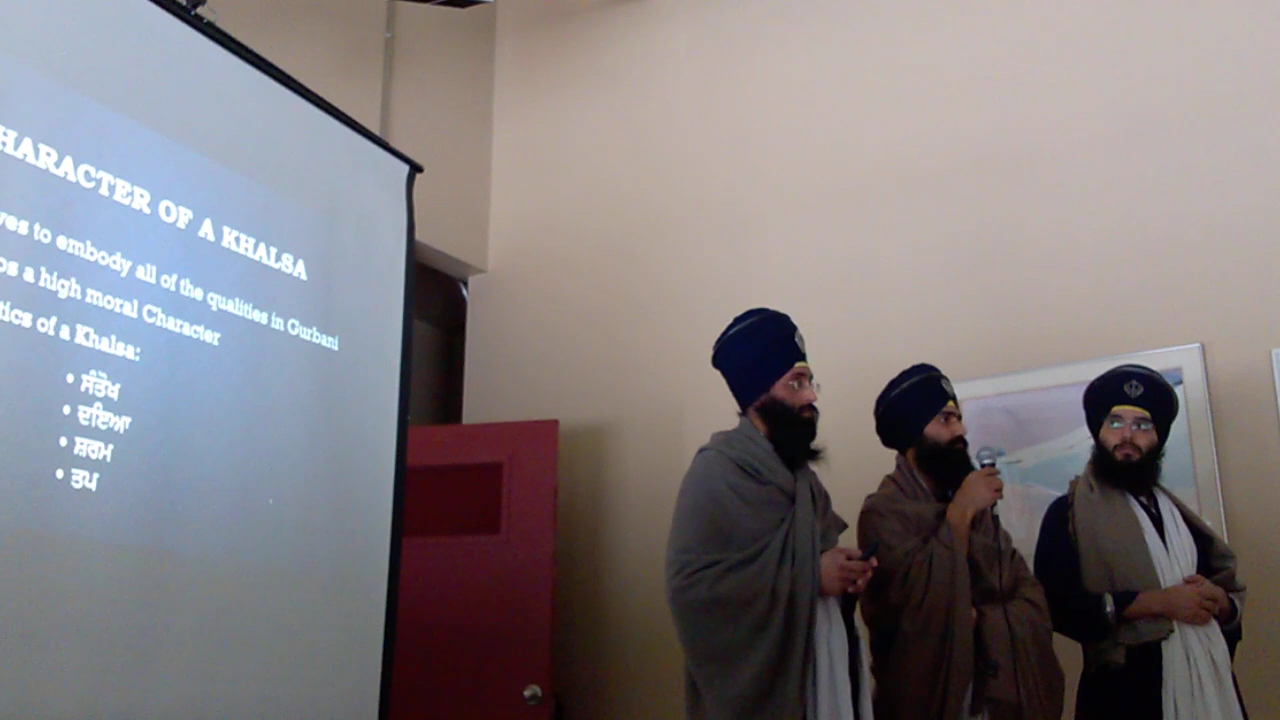 HARACTER OF A KHALSA
ves to embody all of the qualities in Gurbani
ps a high moral Character
tics of a Khalsa:
• ਸੰਤੋਖ
• ਦਇਆ
• ਸ਼ਰਮ
• ਤਪ